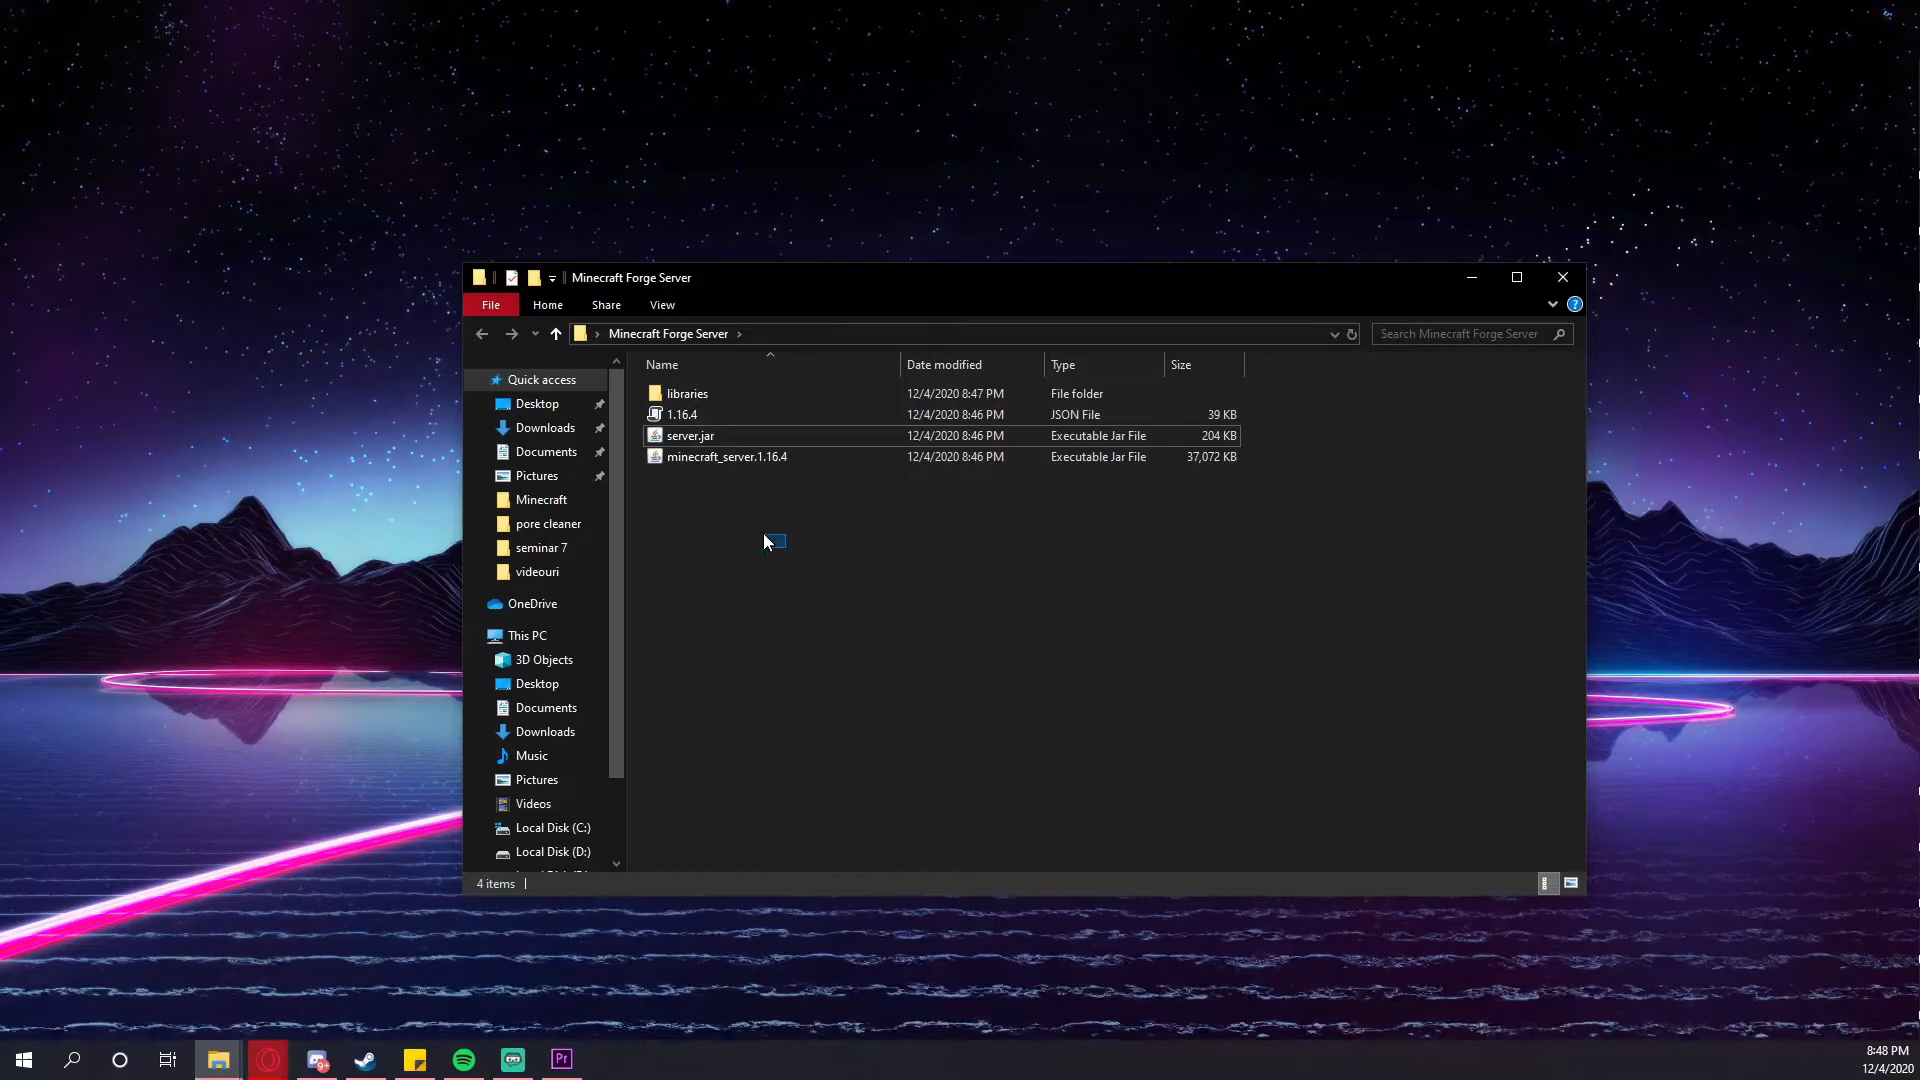 Minecraft Forge Server
File Home Share View
Minecraft Forge Server
Search Minecraft Forge Server
Name Date modified Type Size
Quick access
Desktop
Downloads
Documents
Pictures
Minecraft
pore cleaner
seminar 7
videouri
OneDrive
This PC
3D Objects
Desktop
Documents
Downloads
Music
Pictures
Videos
Local Disk (C:)
Local Disk (D:)
libraries 12/4/2020 8:47 PM File folder
1.16.4 12/4/2020 8:46 PM JSON File 39 KB
server.jar 12/4/2020 8:46 PM Executable Jar File 204 KB
minecraft_server.1.16.4 12/4/2020 8:46 PM Executable Jar File 37,072 KB
4 items
9+
Pr
8:48 PM
12/4/2020